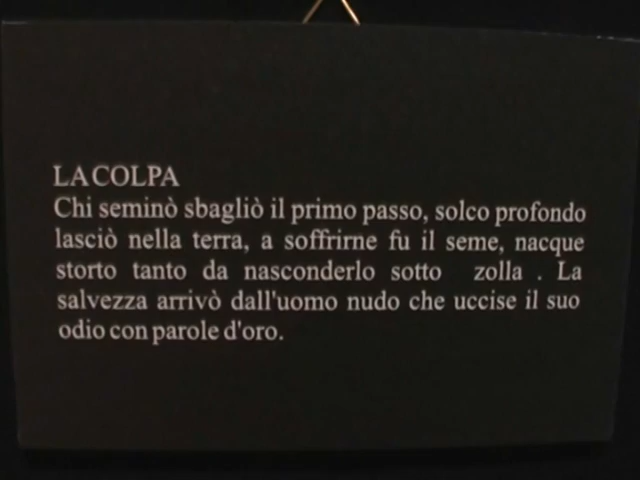 LA COLPA
Chi seminò sbagliò il primo passo, solco profondo
lasciò nella terra, a soffrirne fu il seme, nacque
storto tanto da nasconderlo sotto zolla . La
salvezza arrivò dall'uomo nudo che uccise il suo
odio con parole d'oro.